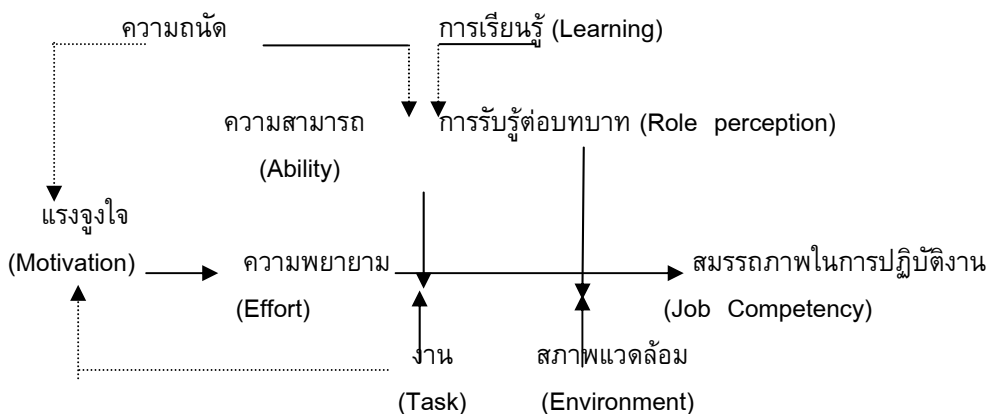 ความถนัด การเรียนรู้ (Learning)
ความสามารถ การรับรู้ต่อบทบาท (Role perception)
(Ability)
แรงจูงใจ
(Motivation) ความพยายาม สมรรถภาพในการปฏิบัติงาน
(Effort) (Job Competency)
งาน สภาพแวดล้อม
(Task) (Environment)